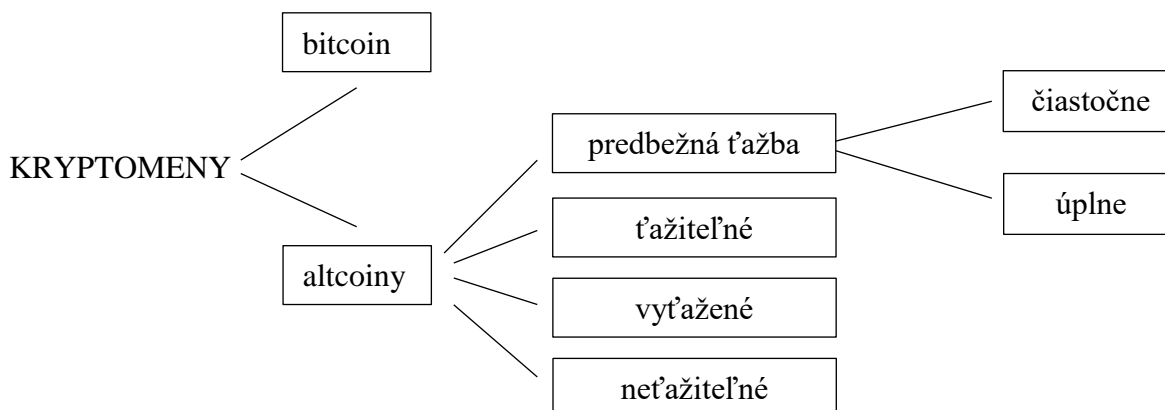 bitcoin
KRYPTOMENY
altcoiny
predbežná ťažba
ťažiteľné
vyťažené
neťažiteľné
čiastočne
úplne